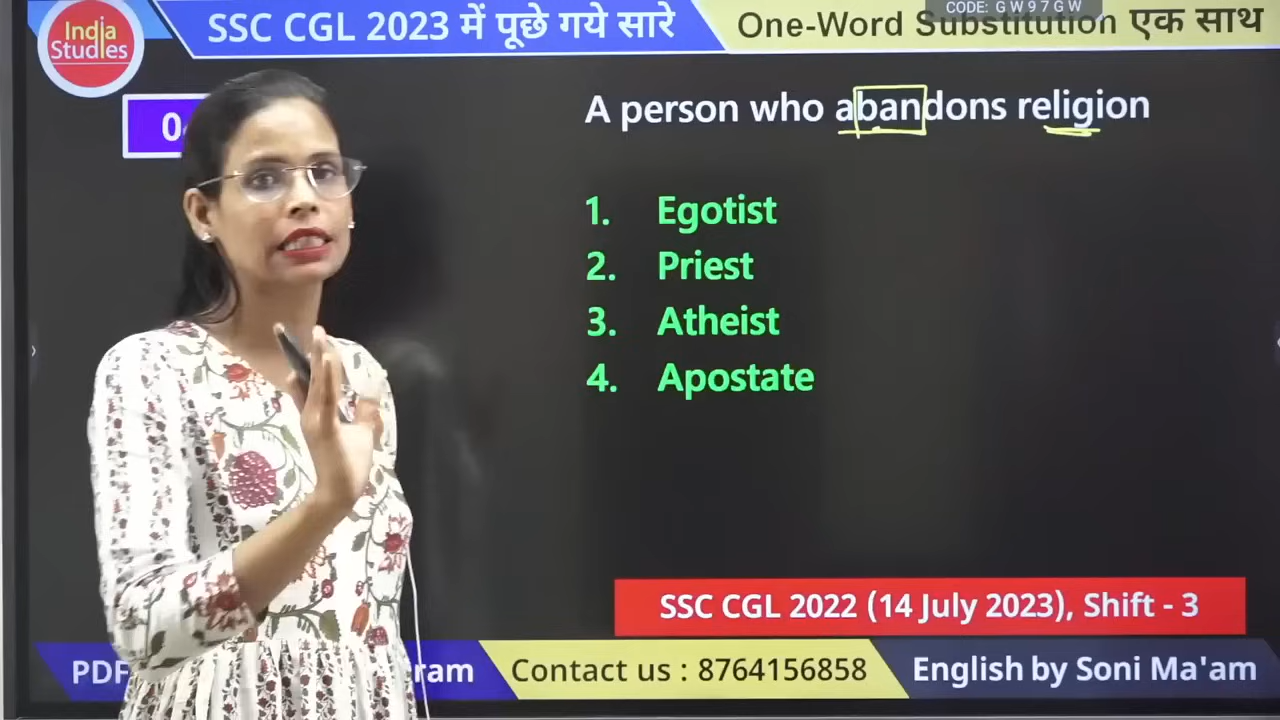 India
Studies
SSC CGL 2023 में पूछे गये सारे
One-Word Substitution एक साथ
CODE: GW97GW
A person who abandons religion
1. Egotist
2. Priest
3. Atheist
4. Apostate
SSC CGL 2022 (14 July 2023), Shift - 3
Contact us : 8764156858
English by Soni Ma'am